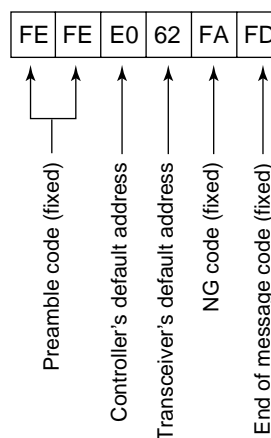 FE FE E0 62 FA FD
Preamble code (fixed)
Controller's default address
Transceiver's default address
NG code (fixed)
End of message code (fixed)